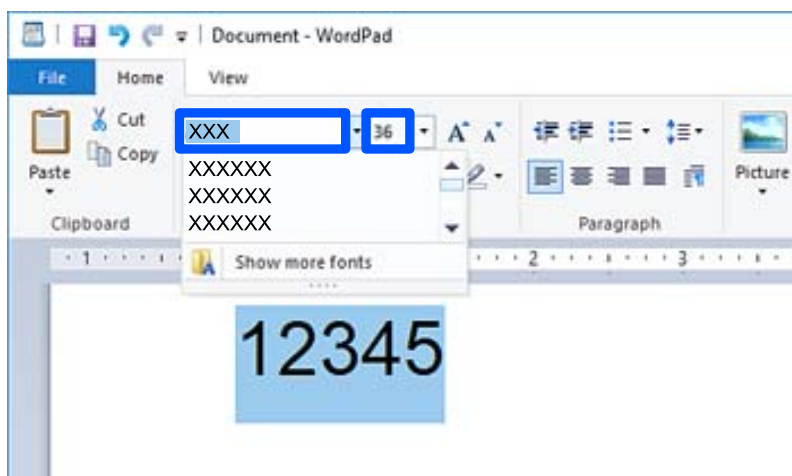 Document - WordPad
File Home View
Cut
Copy
Paste
Clipboard
XXX 36 A A
XXXXXX
XXXXXX
XXXXXX
Show more fonts
Paragraph
Picture
1 2 3
12345